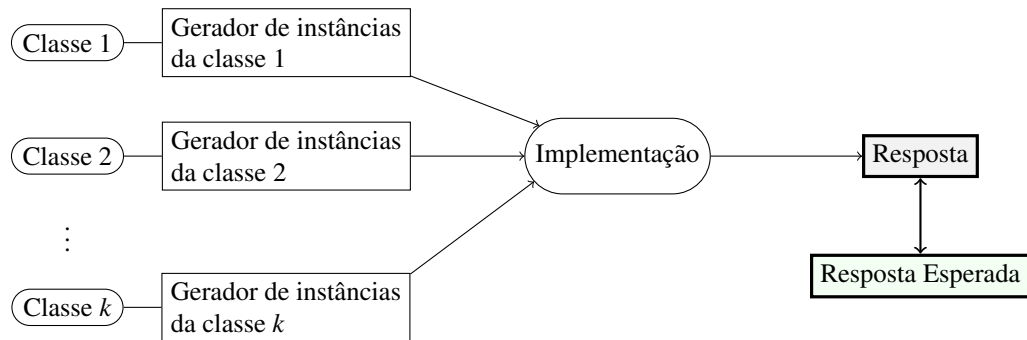 Classe 1
Gerador de instâncias
da classe 1
Classe 2
Gerador de instâncias
da classe 2
Implementação
Resposta
⋮
Resposta Esperada
Classe k
Gerador de instâncias
da classe k